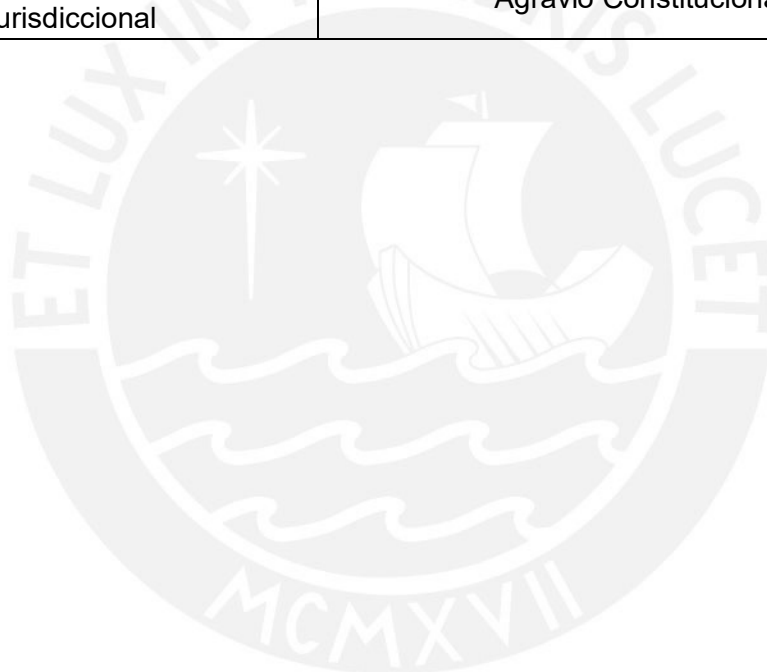 Agravio Constituciona
urisdiccional
ET LUX IN
LUCET
MCMXVII